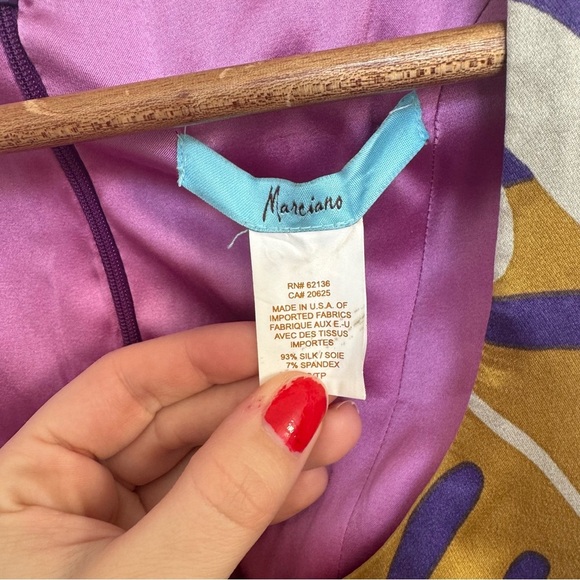 Marciano
RN# 62136
CA# 20625
MADE IN U.S.A. OF
IMPORTED FABRICS
FABRIQUE AUX E.-U.
AVEC DES TISSUS
IMPORTES
93% SILK / SOIE
7% SPANDEX
/TP